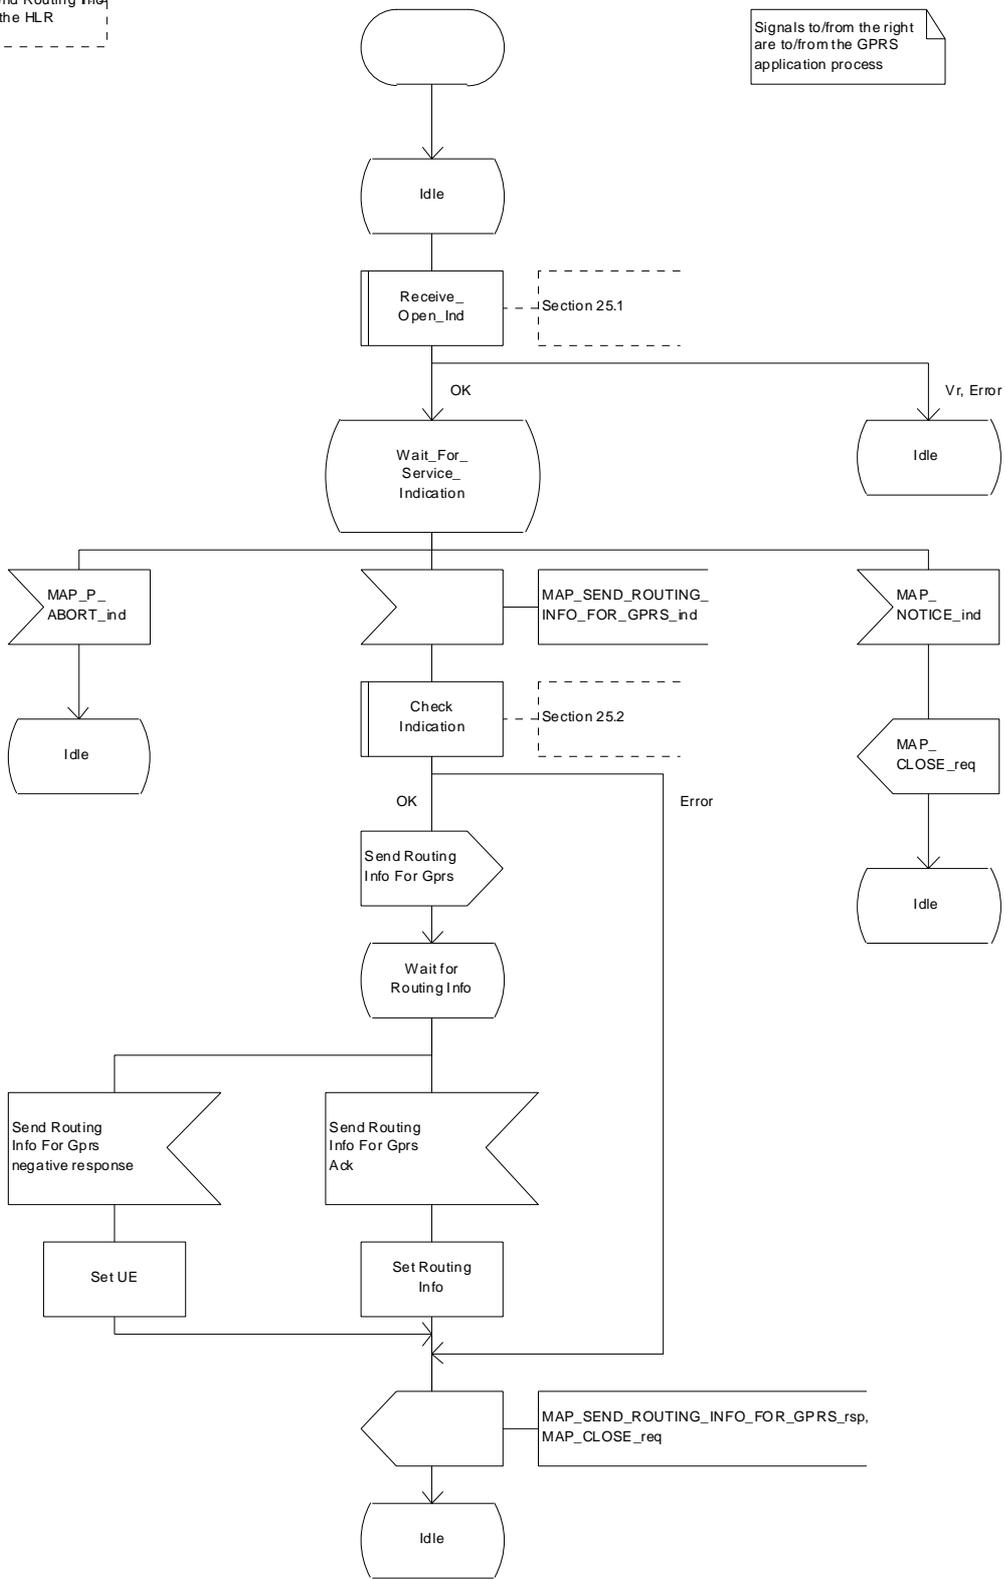 Routing Info
the HLR
Signals to/from the right
are to/from the GPRS
application process
Idle
Receive_
Open_Ind
Section 25.1
OK
Vr, Error
Wait_For_
Service_
Indication
Idle
MAP_P_
ABORT_ind
MAP_SEND_ROUTING_
INFO_FOR_GPRS_ind
MAP_
NOTICE_ind
Check
Indication
Section 25.2
Idle
MAP_
CLOSE_req
OK
Error
Send Routing
Info For Gprs
Idle
Wait for
Routing Info
Send Routing
Info For Gprs
negative response
Send Routing
Info For Gprs
Ack
Set UE
Set Routing
Info
MAP_SEND_ROUTING_INFO_FOR_GPRS_rsp,
MAP_CLOSE_req
Idle